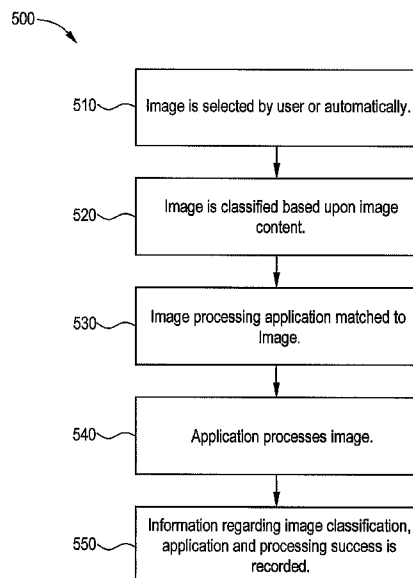 500
510
Image is selected by user or automatically.
520
Image is classified based upon image
content.
530
Image processing application matched to
Image.
540
Application processes image.
550
Information regarding image classification,
application and processing success is
recorded.